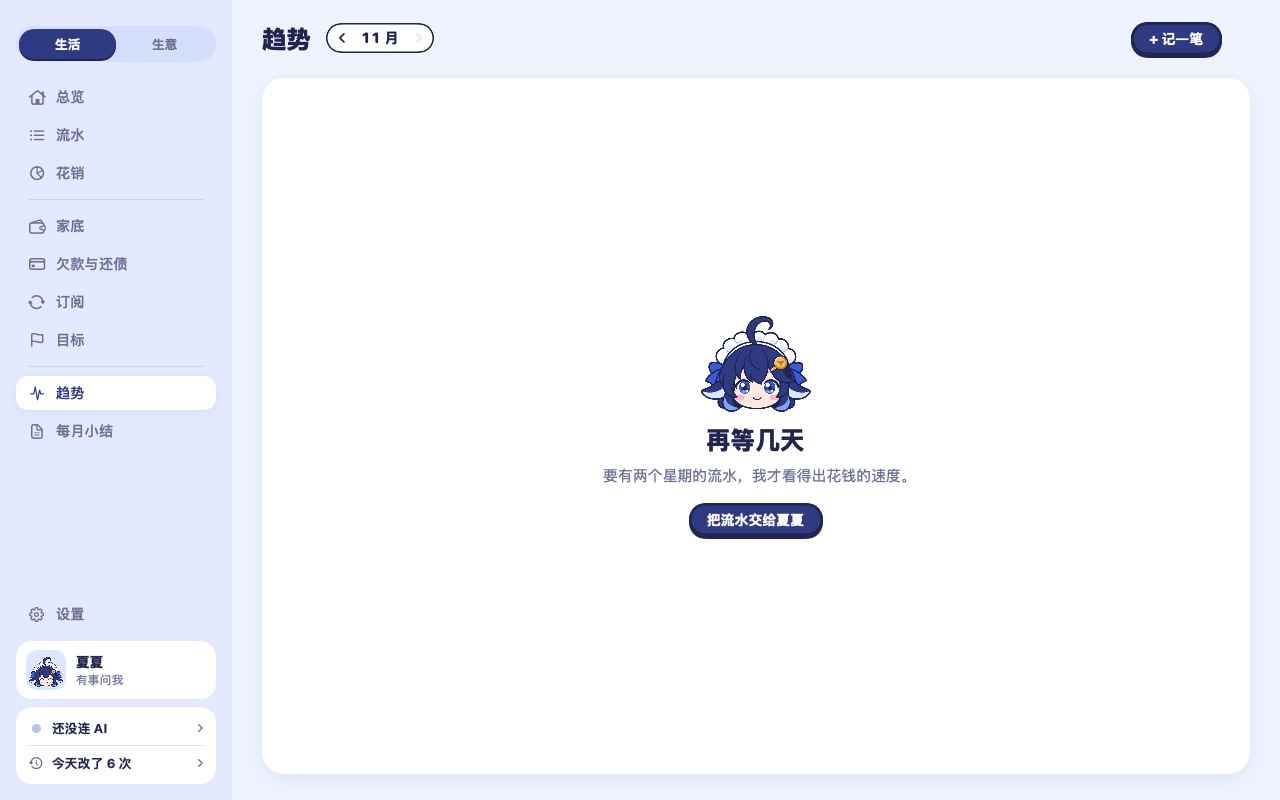 生活
生意
总览
流水
花销
家底
欠款与还债
订阅
目标
趋势
每月小结
设置
夏夏
有事问我
还没连 AI
今天改了 6 次
趋势
11 月
+ 记一笔
再等几天
要有两个星期的流水，我才看得出花钱的速度。
把流水交给夏夏